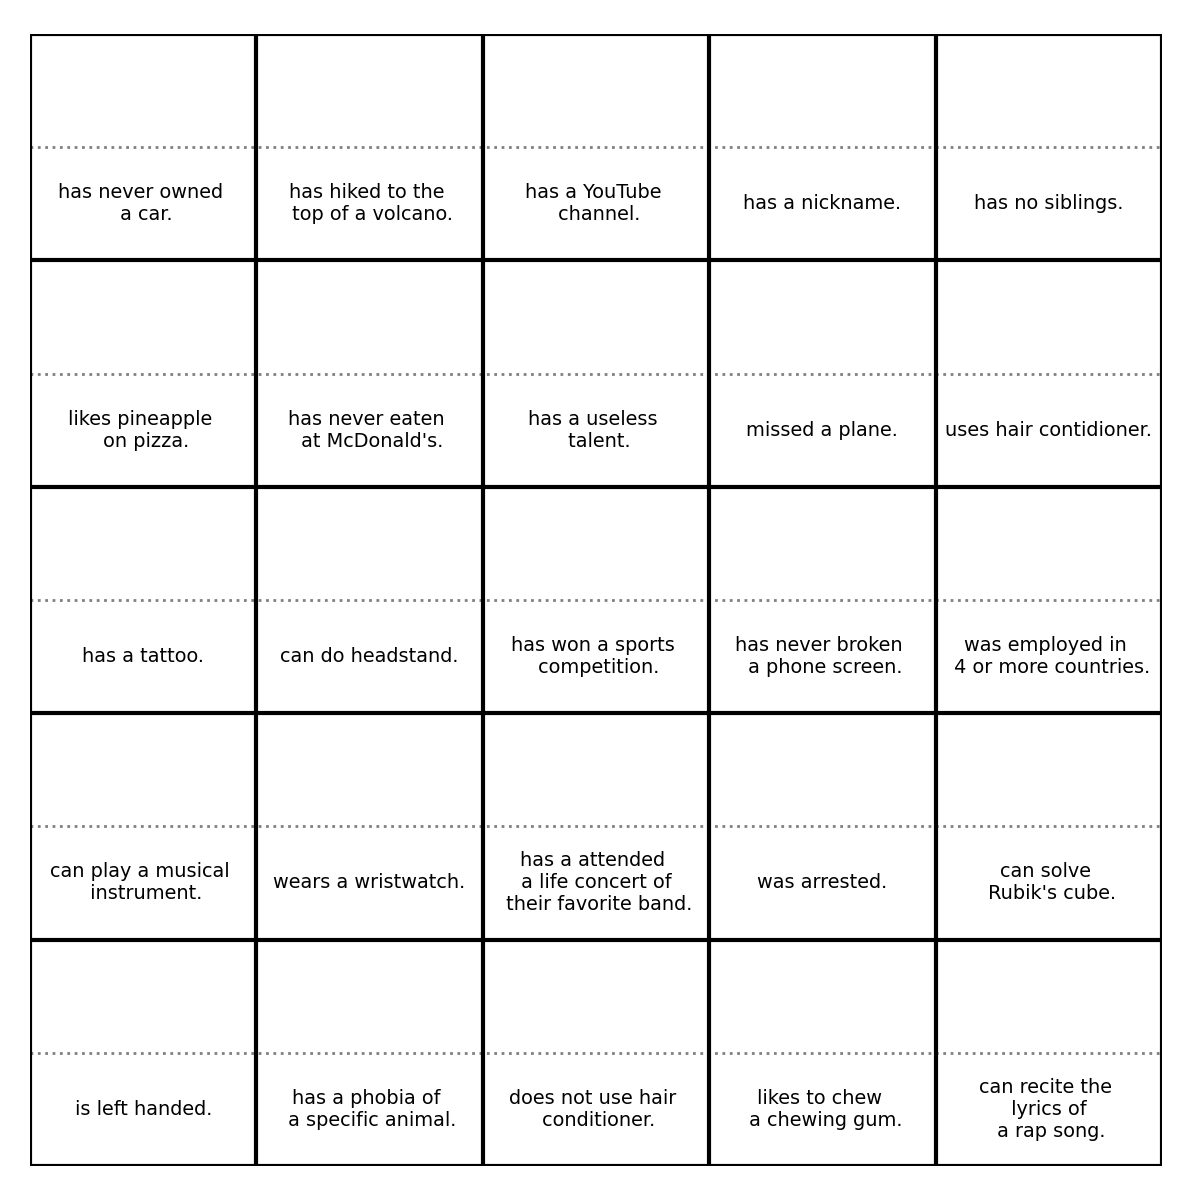 has never owned
a car.
has hiked to the
top of a volcano.
has a YouTube
channel.
has a nickname.
has no siblings.
likes pineapple
on pizza.
has never eaten
at McDonald's.
has a useless
talent.
missed a plane.
uses hair contidioner.
has a tattoo.
can do headstand.
has won a sports
competition.
has never broken
a phone screen.
was employed in
4 or more countries.
can play a musical
instrument.
wears a wristwatch.
has a attended
a life concert of
their favorite band.
was arrested.
can solve
Rubik's cube.
is left handed.
has a phobia of
a specific animal.
does not use hair
conditioner.
likes to chew
a chewing gum.
can recite the
lyrics of
a rap song.